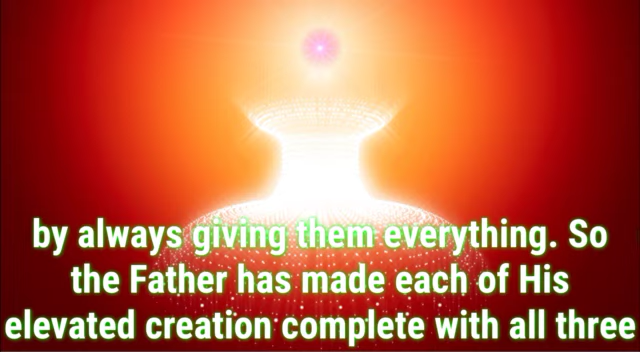 by always giving them everything. So
the Father has made each of His
elevated creation complete with all three